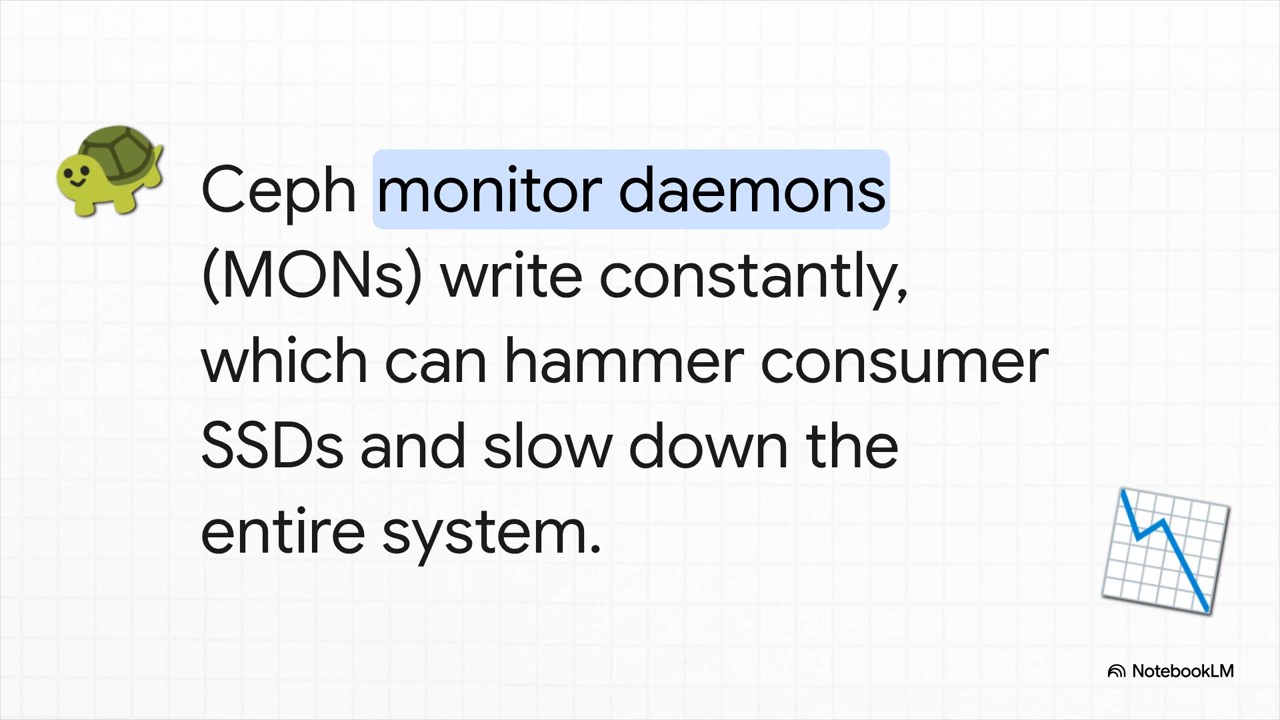 Ceph monitor daemons
(MONs) write constantly,
which can hammer consumer
SSDs and slow down the
entire system.
NotebookLM